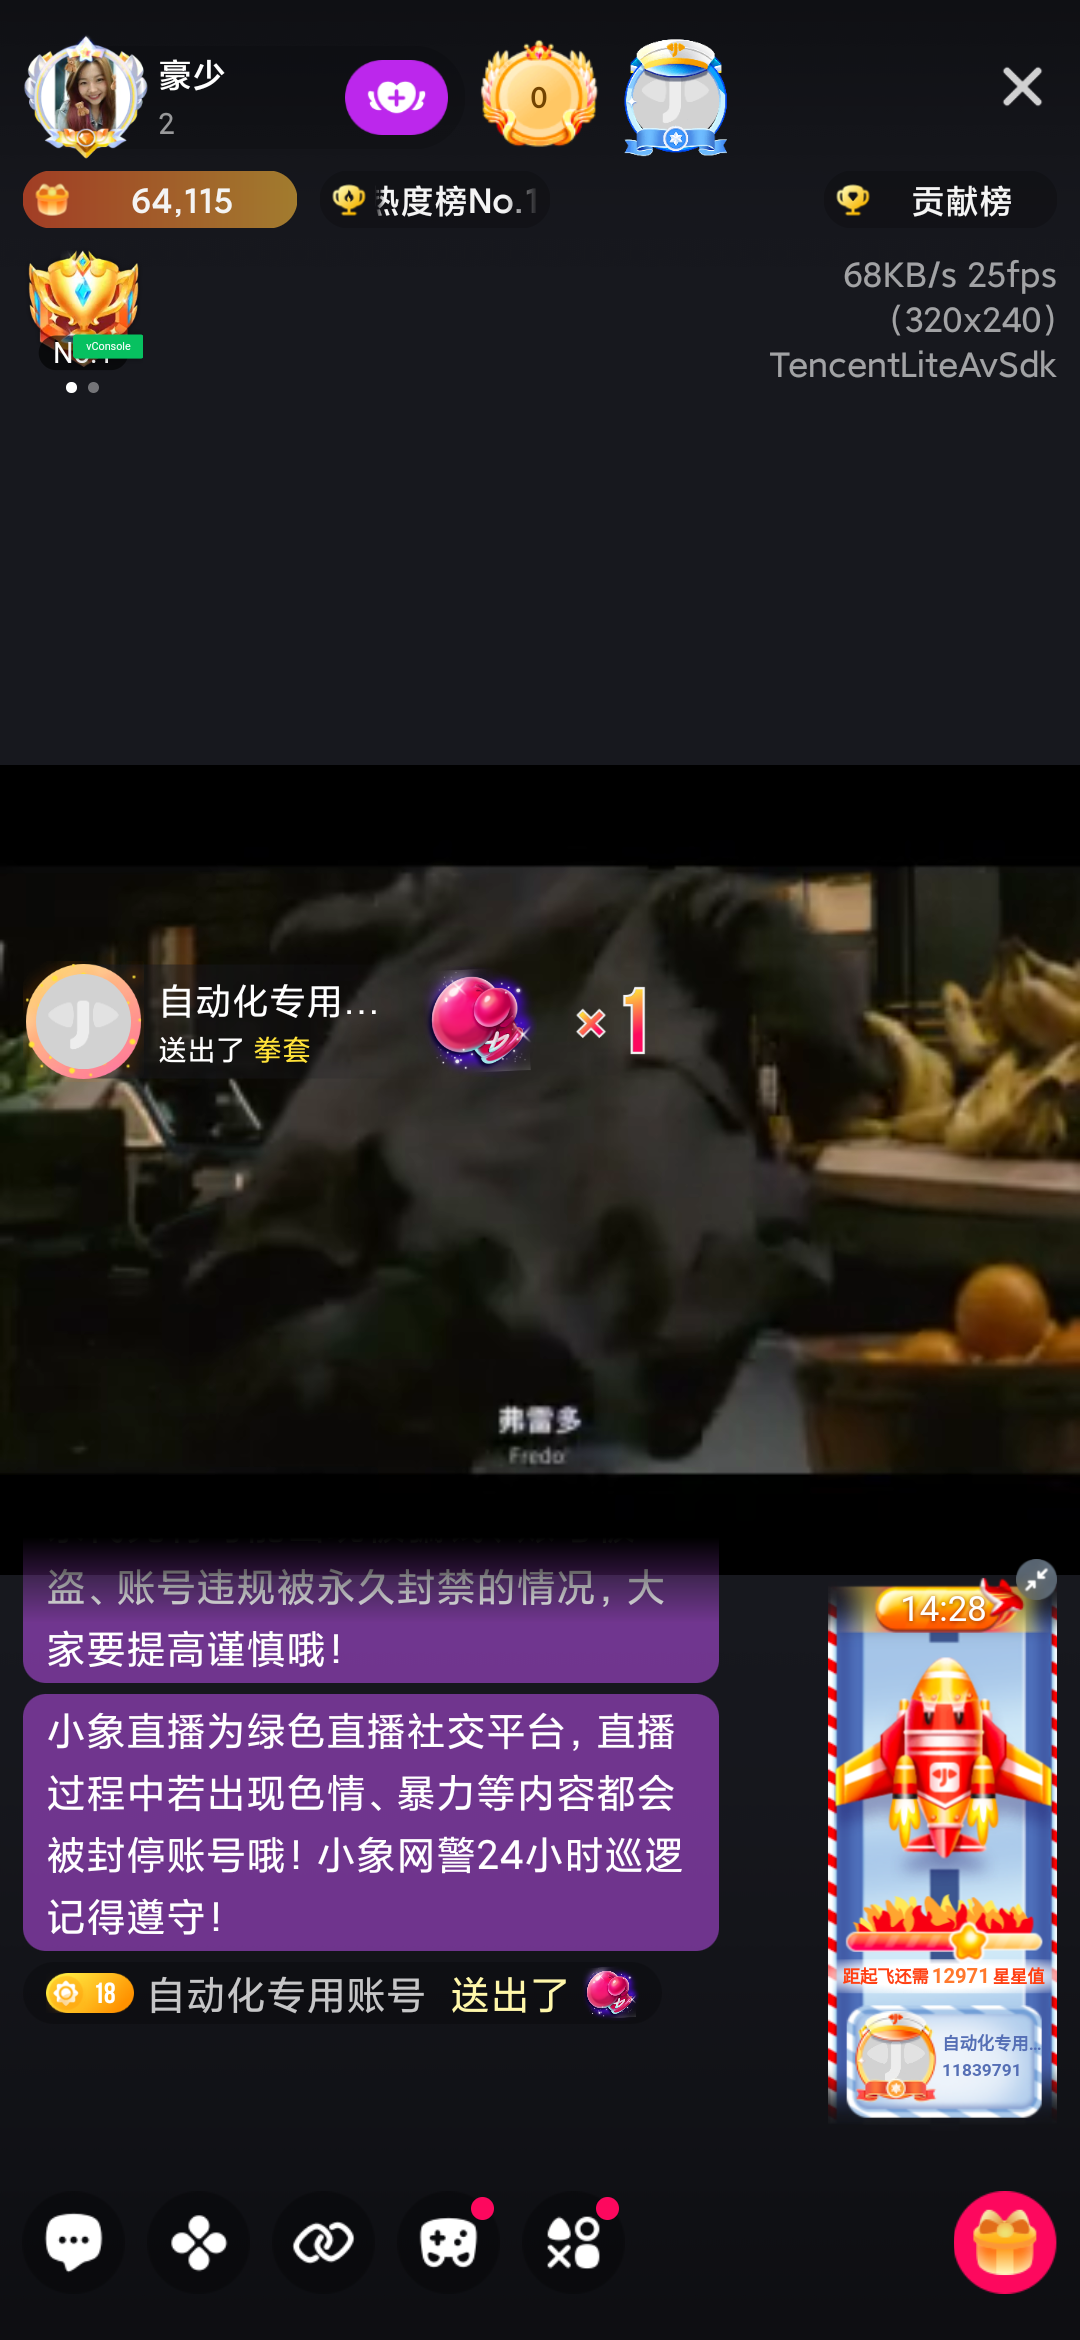 豪少
2
0
64,115
热度榜No.1
贡献榜
68KB/s 25fps
(320x240)
TencentLiteAvSdk
vConsole
自动化专用...
送出了 拳套
×1
弗雷多
Fredo
盗、账号违规被永久封禁的情况，大
家要提高谨慎哦！
小象直播为绿色直播社交平台，直播
过程中若出现色情、暴力等内容都会
被封停账号哦！小象网警24小时巡逻
记得遵守！
18 自动化专用账号 送出了
14:28
距起飞还需 12971 星星值
自动化专用...
11839791